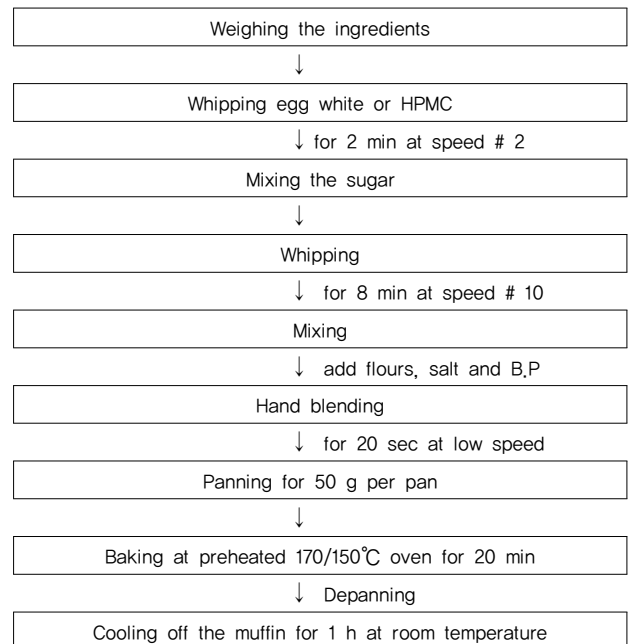 Weighing the ingredients
↓
Whipping egg white or HPMC
↓ for 2 min at speed # 2
Mixing the sugar
↓
Whipping
↓ for 8 min at speed # 10
Mixing
↓ add flours, salt and B.P
Hand blending
↓ for 20 sec at low speed
Panning for 50 g per pan
↓
Baking at preheated 170/150℃ oven for 20 min
↓ Depanning
Cooling off the muffin for 1 h at room temperature